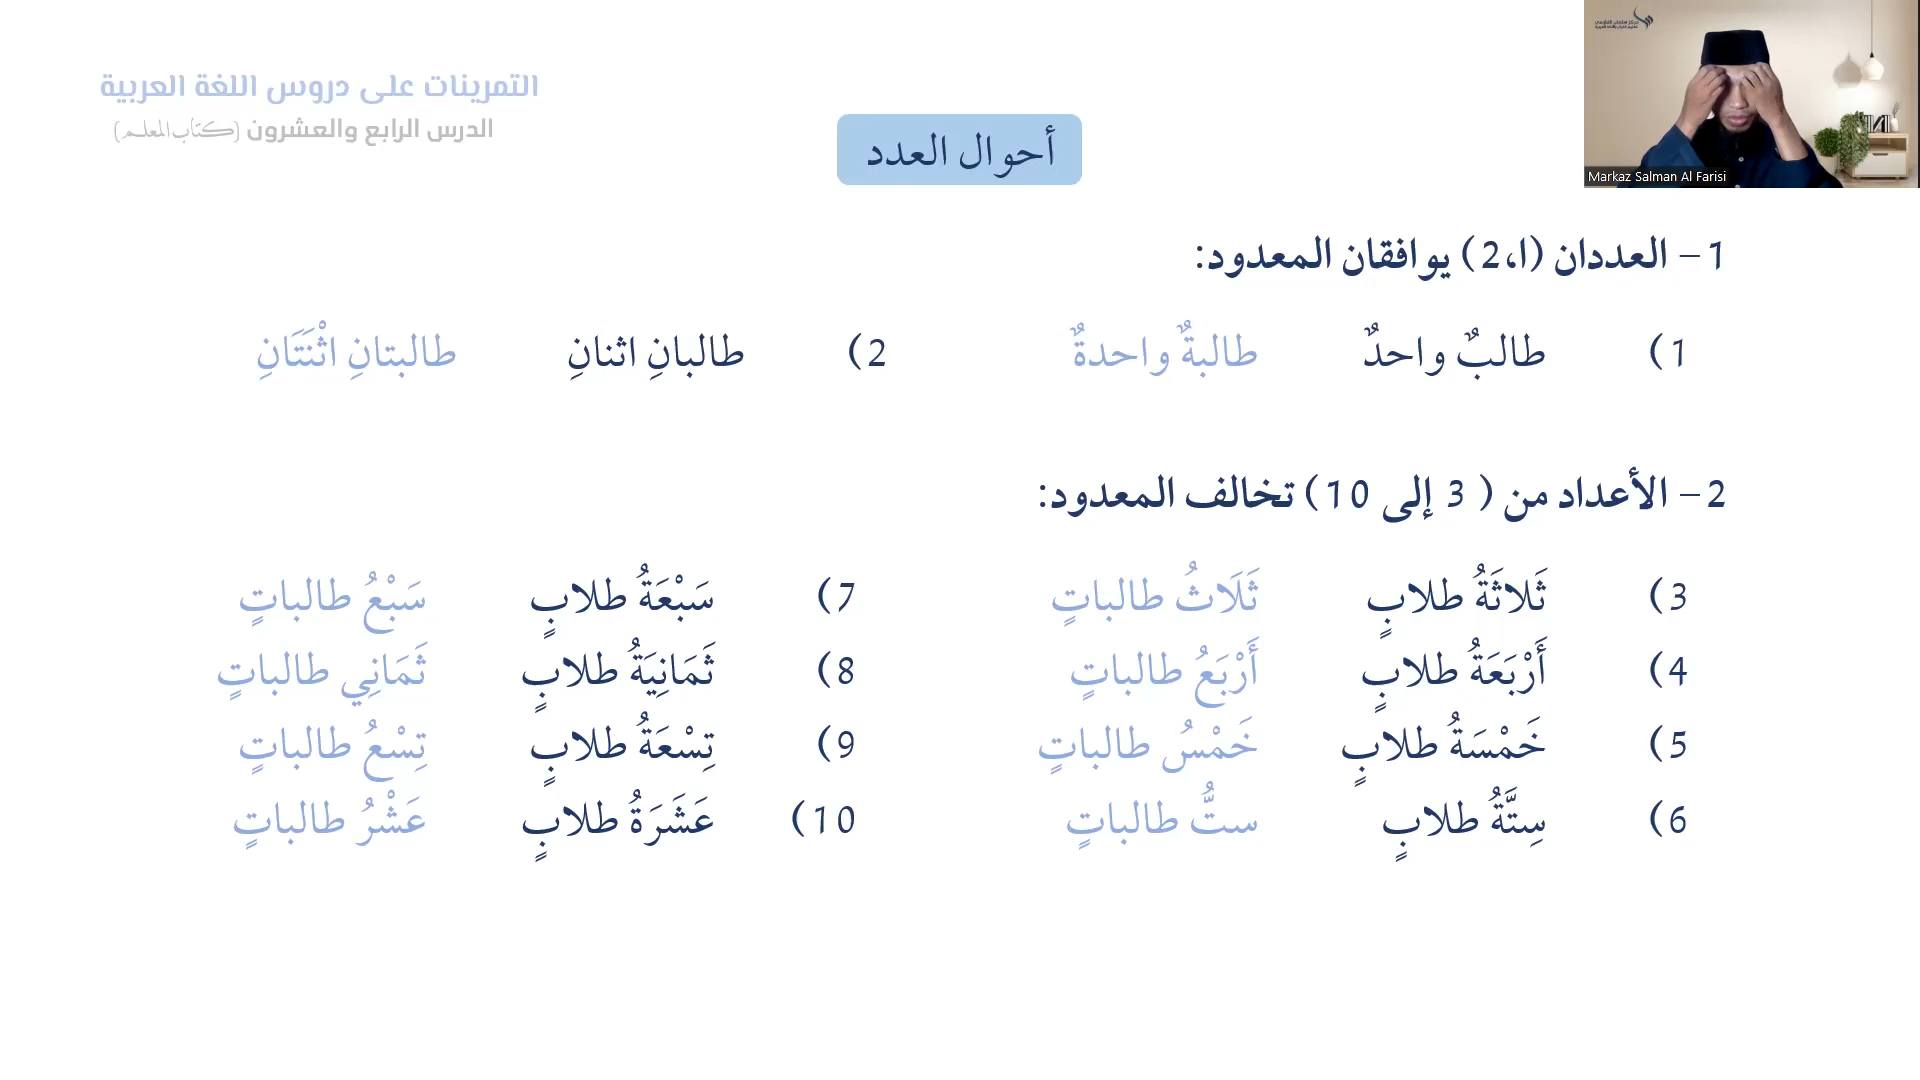 التمرينات على دروس اللغة العربية
الدرس الرابع والعشرون (كتاب المعلم)
أحوال العدد
Markaz Salman Al Farisi
1- العددان (ا،2) يوافقان المعدود:
1) طالبٌ واحدٌ طالبةٌ واحدةٌ 2) طالبانِ اثنانِ طالبتانِ اثْنَتَانِ
2- الأعداد من ( 3 إلى 10) تخالف المعدود:
3) ثَلاثَةُ طلابٍ ثَلَاثُ طالباتٍ 7) سَبْعَةُ طلابٍ سَبْعُ طالباتٍ
4) أَرْبَعَةُ طلابٍ أَرْبَعُ طالباتٍ 8) ثَمَانِيَةُ طلابٍ ثَمَانِي طالباتٍ
5) خَمْسَةُ طلابٍ خَمْسُ طالباتٍ 9) تِسْعَةُ طلابٍ تِسْعُ طالباتٍ
6) سِتَّةُ طلابٍ ستُّ طالباتٍ 10) عَشَرَةُ طلابٍ عَشْرُ طالباتٍ